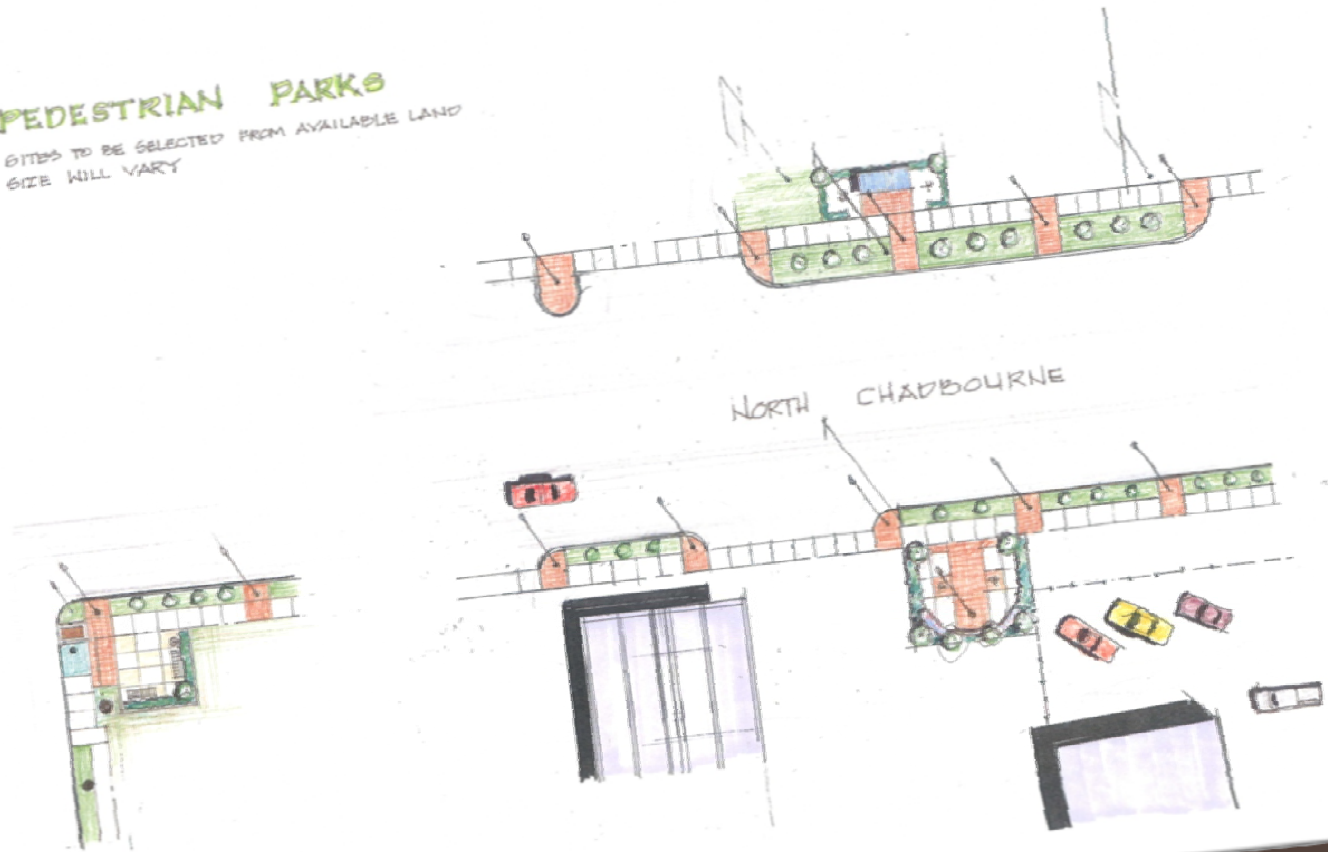 PEDESTRIAN PARKS
SITES TO BE SELECTED FROM AVAILABLE LAND
SIZE WILL VARY
NORTH CHADBOURNE